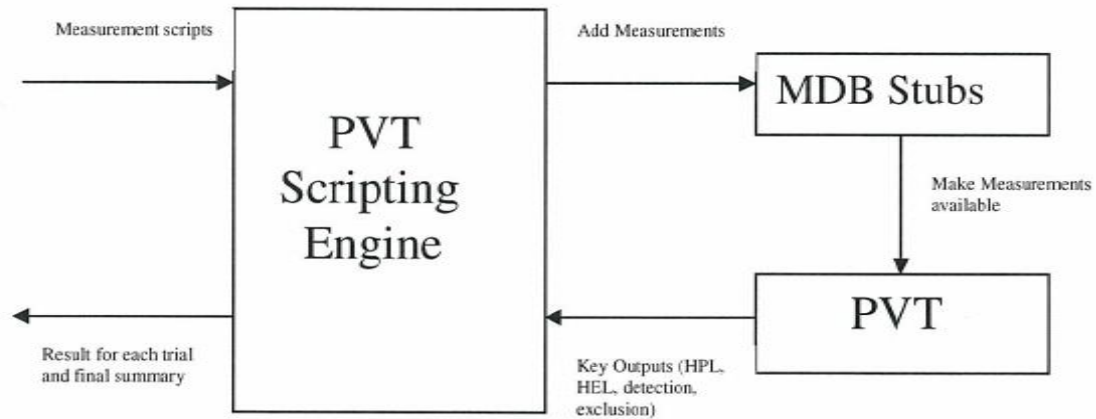 Measurement scripts
Add Measurements
MDB Stubs
PVT
Scripting
Engine
Make Measurements
available
PVT
Result for each trial
and final summary
Key Outputs (HPL,
HEL, detection,
exclusion)